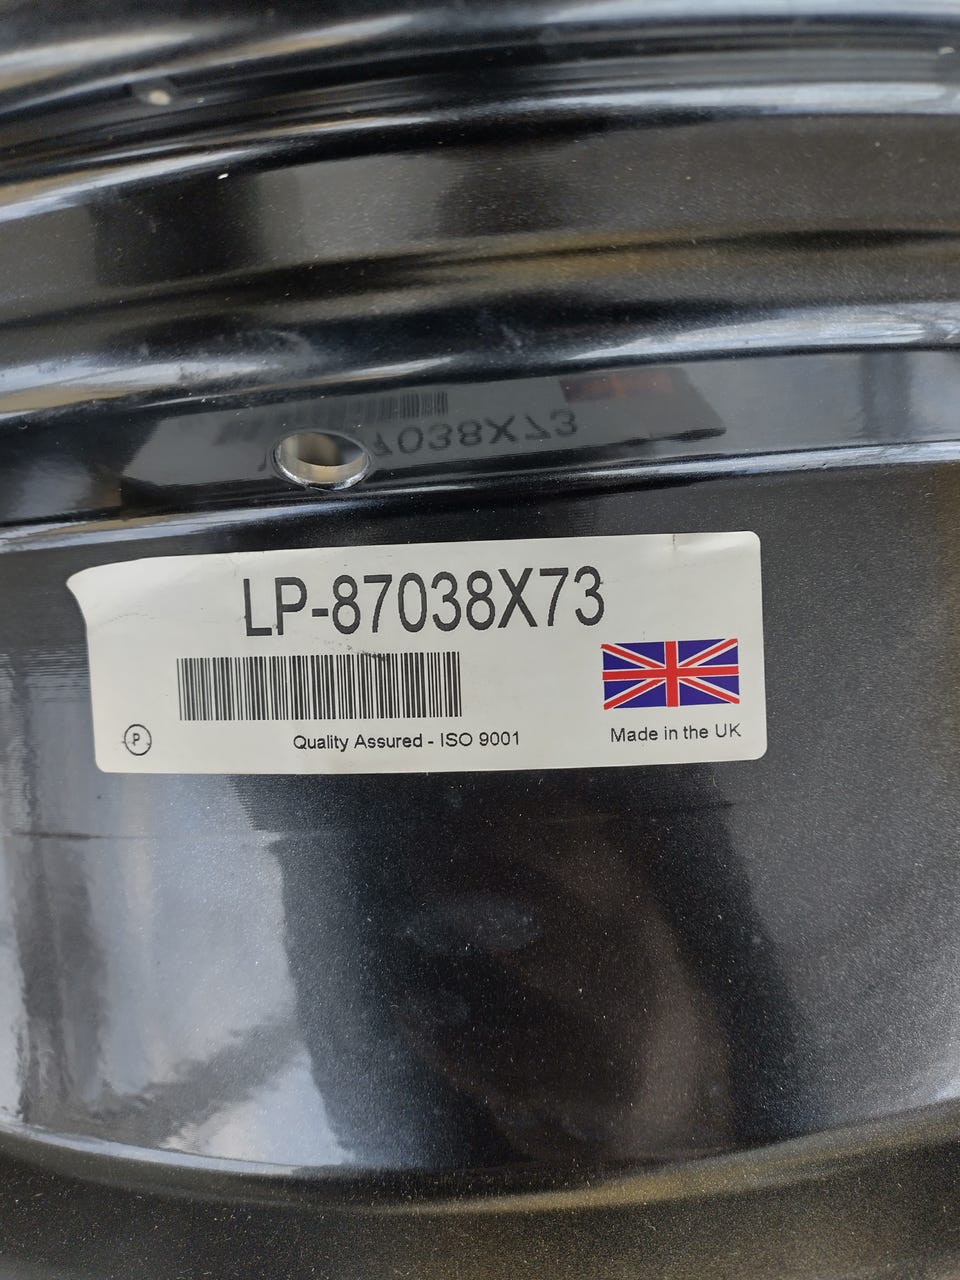 LP-87038X73
P
Quality Assured - ISO 9001
Made in the UK